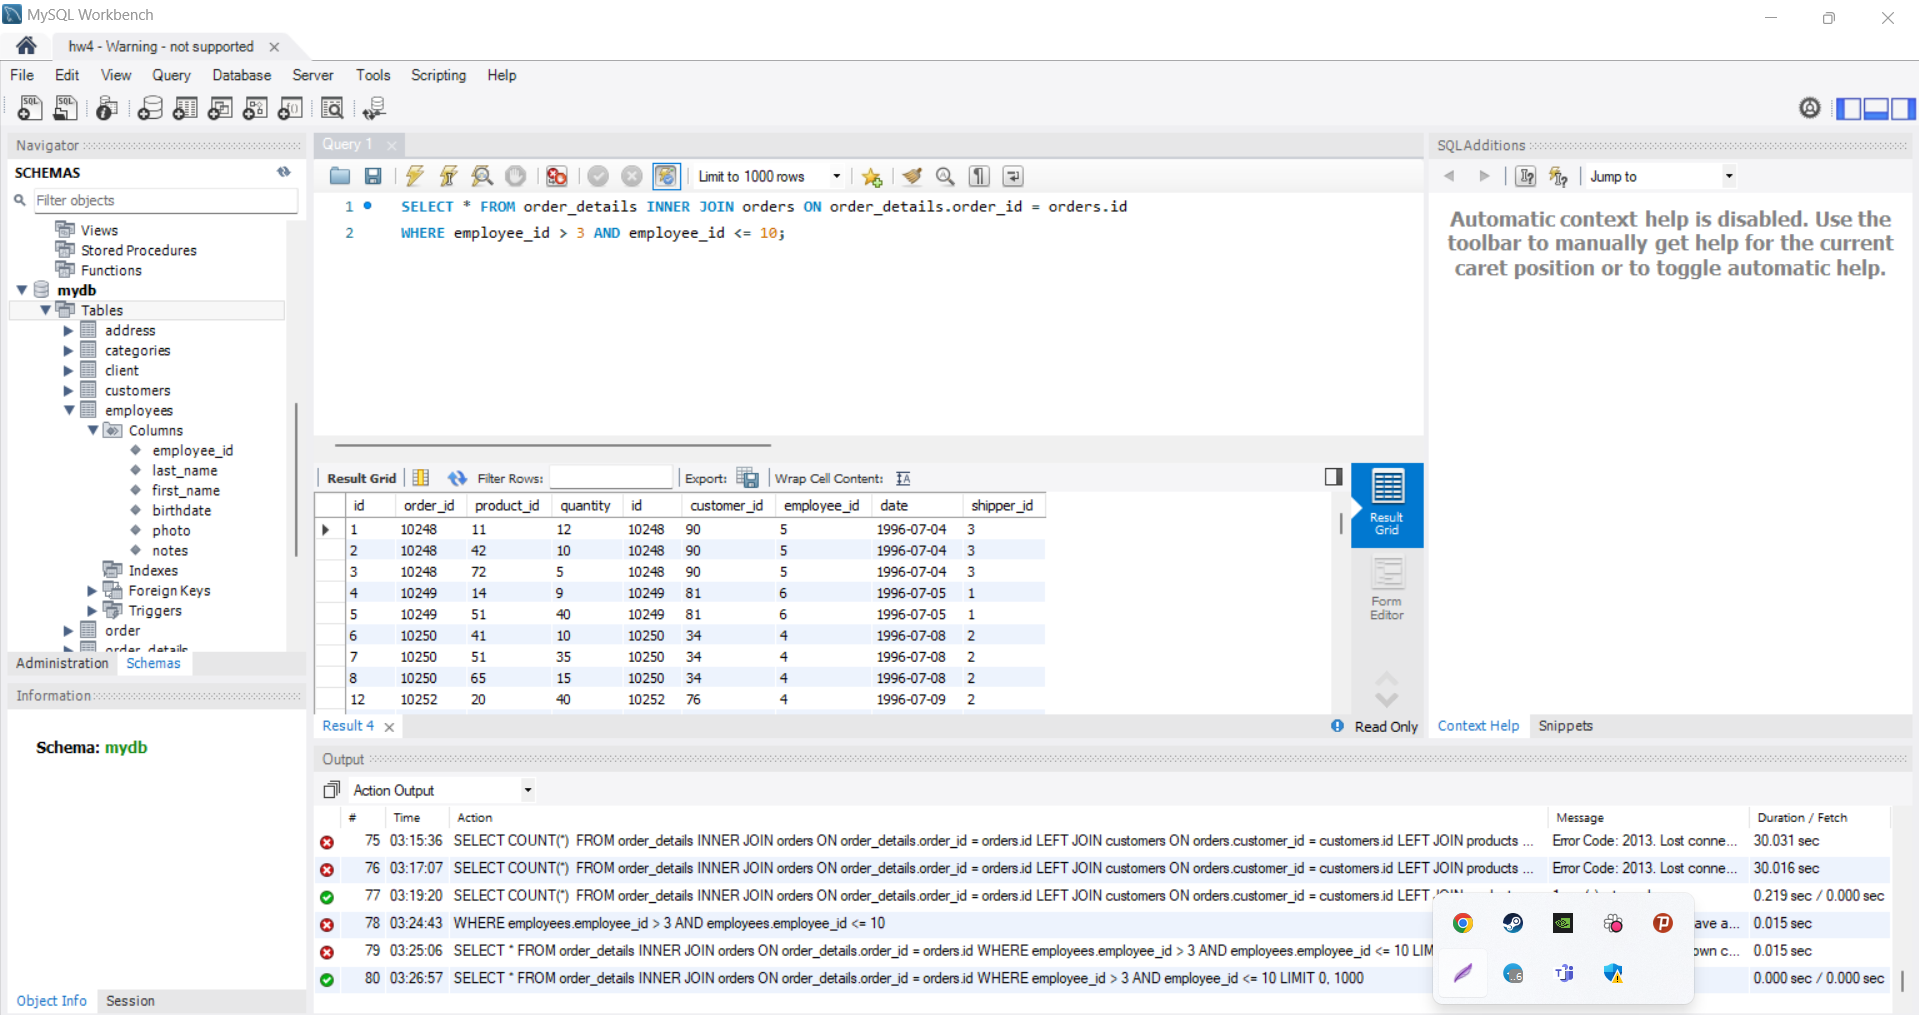 MySQL Workbench
hw4 - Warning - not supported
File Edit View Query Database Server Tools Scripting Help
Navigator
SCHEMAS
Filter objects
Views
Stored Procedures
Functions
mydb
Tables
address
categories
client
customers
employees
Columns
employee_id
last_name
first_name
birthdate
photo
notes
Indexes
Foreign Keys
Triggers
order
order_details
Administration Schemas
Information
Schema: mydb
Object Info Session
Query 1
Limit to 1000 rows
1 SELECT * FROM order_details INNER JOIN orders ON order_details.order_id = orders.id
2 WHERE employee_id > 3 AND employee_id <= 10;
Result Grid Filter Rows: Export: Wrap Cell Content:
id order_id product_id quantity id customer_id employee_id date shipper_id
1 10248 11 12 10248 90 5 1996-07-04 3
2 10248 42 10 10248 90 5 1996-07-04 3
3 10248 72 5 10248 90 5 1996-07-04 3
4 10249 14 9 10249 81 6 1996-07-05 1
5 10249 51 40 10249 81 6 1996-07-05 1
6 10250 41 10 10250 34 4 1996-07-08 2
7 10250 51 35 10250 34 4 1996-07-08 2
8 10250 65 15 10250 34 4 1996-07-08 2
12 10252 20 40 10252 76 4 1996-07-09 2
Result Grid
Form Editor
Result 4 Read Only
SQLAdditions
Jump to
Automatic context help is disabled. Use the
toolbar to manually get help for the current
caret position or to toggle automatic help.
Context Help Snippets
Output
Action Output
# Time Action Message Duration / Fetch
75 03:15:36 SELECT COUNT(*) FROM order_details INNER JOIN orders ON order_details.order_id = orders.id LEFT JOIN customers ON orders.customer_id = customers.id LEFT JOIN products ... Error Code: 2013. Lost conne... 30.031 sec
76 03:17:07 SELECT COUNT(*) FROM order_details INNER JOIN orders ON order_details.order_id = orders.id LEFT JOIN customers ON orders.customer_id = customers.id LEFT JOIN products ... Error Code: 2013. Lost conne... 30.016 sec
77 03:19:20 SELECT COUNT(*) FROM order_details INNER JOIN orders ON order_details.order_id = orders.id LEFT JOIN customers ON orders.customer_id = customers.id LEFT 0.219 sec / 0.000 sec
78 03:24:43 WHERE employees.employee_id > 3 AND employees.employee_id <= 10 ave a... 0.015 sec
79 03:25:06 SELECT * FROM order_details INNER JOIN orders ON order_details.order_id = orders.id WHERE employees.employee_id > 3 AND employees.employee_id <= 10 LIM own c... 0.015 sec
80 03:26:57 SELECT * FROM order_details INNER JOIN orders ON order_details.order_id = orders.id WHERE employee_id > 3 AND employee_id <= 10 LIMIT 0, 1000 0.000 sec / 0.000 sec